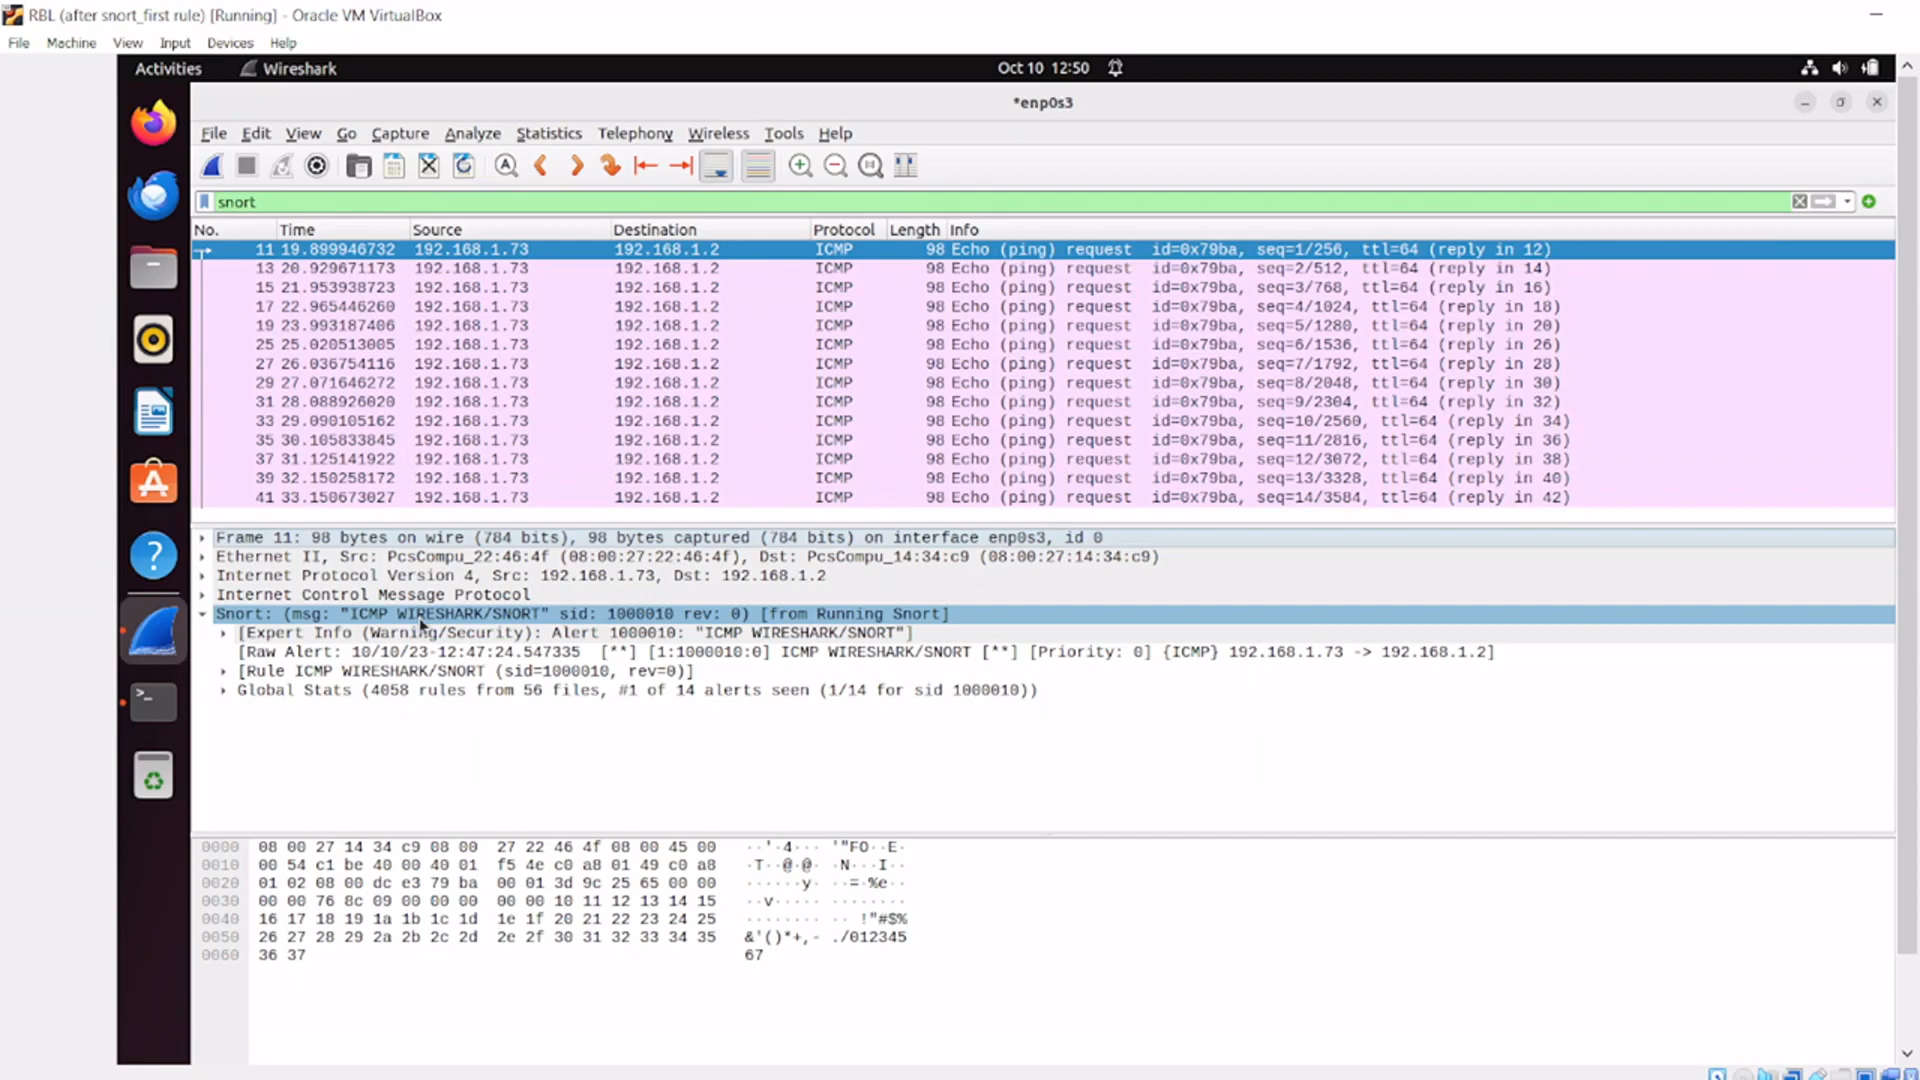 RBL (after snort_first rule) [Running] - Oracle VM VirtualBox
File Machine View Input Devices Help
Activities Wireshark Oct 10 12:50
*enp0s3
File Edit View Go Capture Analyze Statistics Telephony Wireless Tools Help
snort
No. Time Source Destination Protocol Length Info
11 19.899946732 192.168.1.73 192.168.1.2 ICMP 98 Echo (ping) request id=0x79ba, seq=1/256, ttl=64 (reply in 12)
13 20.929671173 192.168.1.73 192.168.1.2 ICMP 98 Echo (ping) request id=0x79ba, seq=2/512, ttl=64 (reply in 14)
15 21.953938723 192.168.1.73 192.168.1.2 ICMP 98 Echo (ping) request id=0x79ba, seq=3/768, ttl=64 (reply in 16)
17 22.965446260 192.168.1.73 192.168.1.2 ICMP 98 Echo (ping) request id=0x79ba, seq=4/1024, ttl=64 (reply in 18)
19 23.993187406 192.168.1.73 192.168.1.2 ICMP 98 Echo (ping) request id=0x79ba, seq=5/1280, ttl=64 (reply in 20)
25 25.020513005 192.168.1.73 192.168.1.2 ICMP 98 Echo (ping) request id=0x79ba, seq=6/1536, ttl=64 (reply in 26)
27 26.036754116 192.168.1.73 192.168.1.2 ICMP 98 Echo (ping) request id=0x79ba, seq=7/1792, ttl=64 (reply in 28)
29 27.071646272 192.168.1.73 192.168.1.2 ICMP 98 Echo (ping) request id=0x79ba, seq=8/2048, ttl=64 (reply in 30)
31 28.088926020 192.168.1.73 192.168.1.2 ICMP 98 Echo (ping) request id=0x79ba, seq=9/2304, ttl=64 (reply in 32)
33 29.090105162 192.168.1.73 192.168.1.2 ICMP 98 Echo (ping) request id=0x79ba, seq=10/2560, ttl=64 (reply in 34)
35 30.105833845 192.168.1.73 192.168.1.2 ICMP 98 Echo (ping) request id=0x79ba, seq=11/2816, ttl=64 (reply in 36)
37 31.125141922 192.168.1.73 192.168.1.2 ICMP 98 Echo (ping) request id=0x79ba, seq=12/3072, ttl=64 (reply in 38)
39 32.150258172 192.168.1.73 192.168.1.2 ICMP 98 Echo (ping) request id=0x79ba, seq=13/3328, ttl=64 (reply in 40)
41 33.150673027 192.168.1.73 192.168.1.2 ICMP 98 Echo (ping) request id=0x79ba, seq=14/3584, ttl=64 (reply in 42)
Frame 11: 98 bytes on wire (784 bits), 98 bytes captured (784 bits) on interface enp0s3, id 0
Ethernet II, Src: PcsCompu_22:46:4f (08:00:27:22:46:4f), Dst: PcsCompu_14:34:c9 (08:00:27:14:34:c9)
Internet Protocol Version 4, Src: 192.168.1.73, Dst: 192.168.1.2
Internet Control Message Protocol
Snort: (msg: "ICMP WIRESHARK/SNORT" sid: 1000010 rev: 0) [from Running Snort]
[Expert Info (Warning/Security): Alert 1000010: "ICMP WIRESHARK/SNORT"]
[Raw Alert: 10/10/23-12:47:24.547335 [**] [1:1000010:0] ICMP WIRESHARK/SNORT [**] [Priority: 0] {ICMP} 192.168.1.73 -> 192.168.1.2]
[Rule ICMP WIRESHARK/SNORT (sid=1000010, rev=0)]
Global Stats (4058 rules from 56 files, #1 of 14 alerts seen (1/14 for sid 1000010))
0000 08 00 27 14 34 c9 08 00 27 22 46 4f 08 00 45 00 ··'·4··· '"FO··E·
0010 00 54 c1 be 40 00 40 01 f5 4e c0 a8 01 49 c0 a8 ·T··@·@· ·N···I··
0020 01 02 08 00 dc e3 79 ba 00 01 3d 9c 25 65 00 00 ······y· ··=·%e··
0030 00 00 76 8c 09 00 00 00 00 00 10 11 12 13 14 15 ··v····· ········
0040 16 17 18 19 1a 1b 1c 1d 1e 1f 20 21 22 23 24 25 ········ ·· !"#$%
0050 26 27 28 29 2a 2b 2c 2d 2e 2f 30 31 32 33 34 35 &'()*+,- ./012345
0060 36 37 67